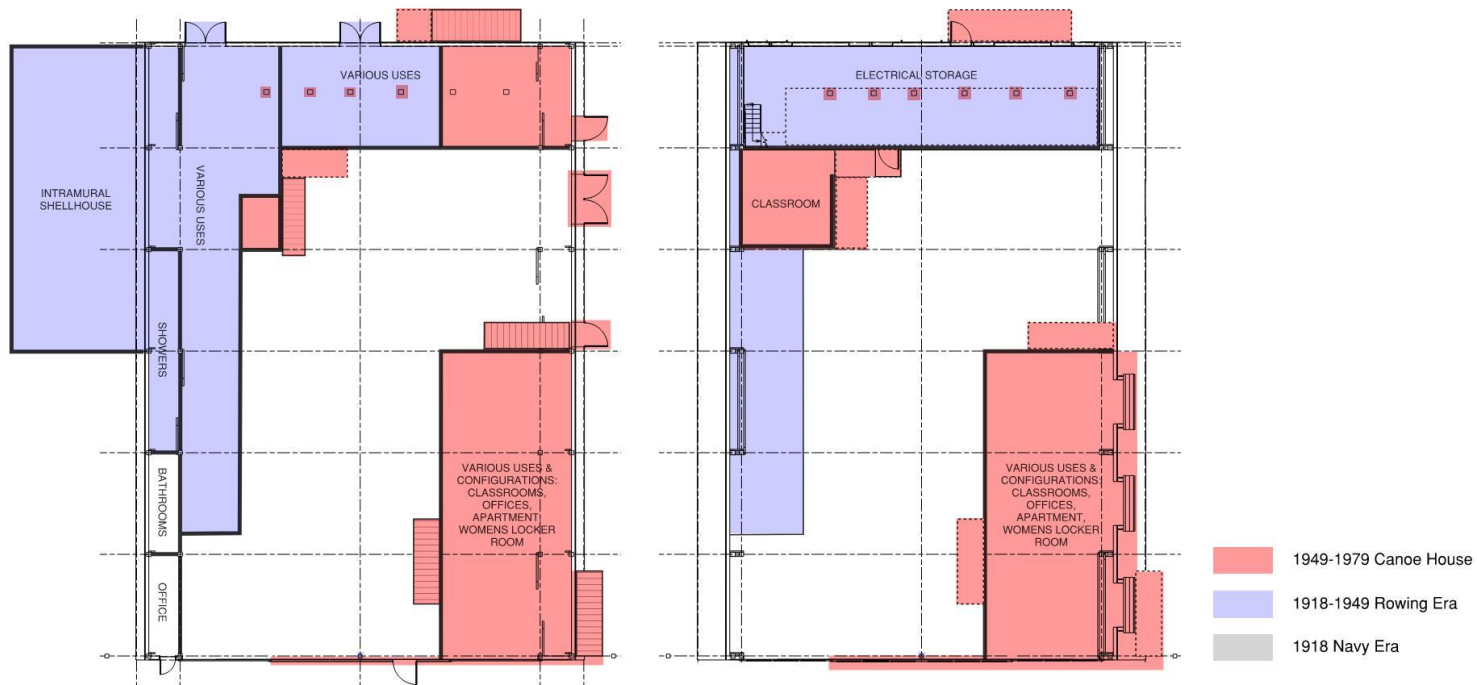 VARIOUS USES
ELECTRICAL STORAGE
INTRAMURAL
SHELLHOUSE
VARIOUS USES
CLASSROOM
SHOWERS
BATHROOMS
OFFICE
VARIOUS USES &
CONFIGURATIONS:
CLASSROOMS,
OFFICES,
APARTMENT
WOMENS LOCKER
ROOM
VARIOUS USES &
CONFIGURATIONS:
CLASSROOMS,
OFFICES,
APARTMENT,
WOMENS LOCKER
ROOM
1949-1979 Canoe House
1918-1949 Rowing Era
1918 Navy Era